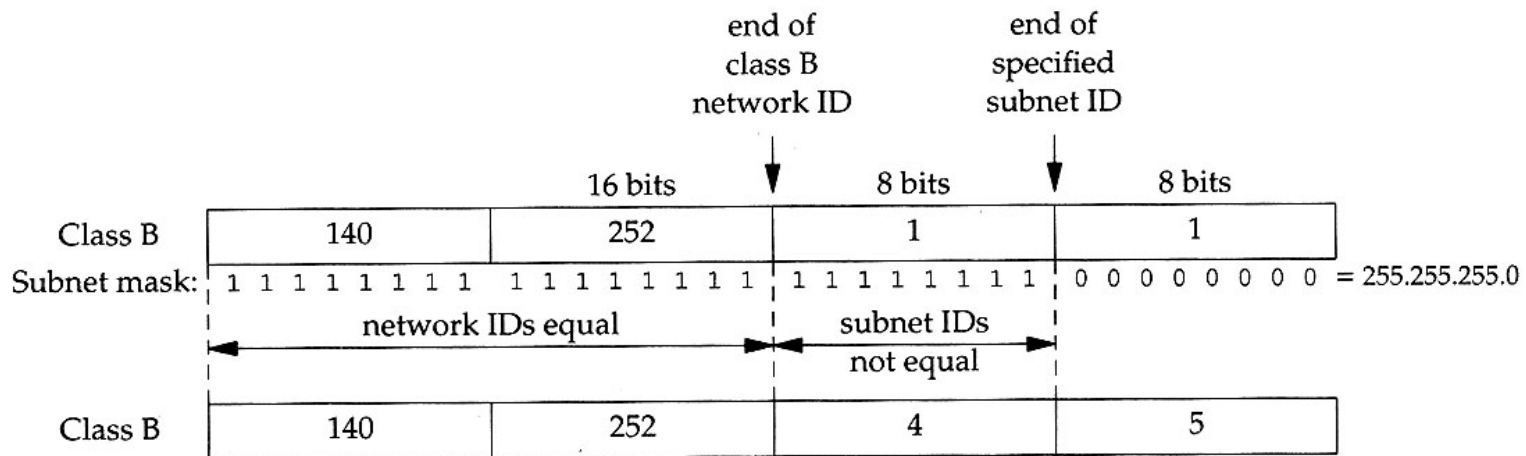 end of
class B
network ID
end of
specified
subnet ID
16 bits 8 bits 8 bits
Class B 140 252 1 1
Subnet mask: 1 1 1 1 1 1 1 1 1 1 1 1 1 1 1 1 1 1 1 1 1 1 1 1 0 0 0 0 0 0 0 0 = 255.255.255.0
network IDs equal subnet IDs
not equal
Class B 140 252 4 5